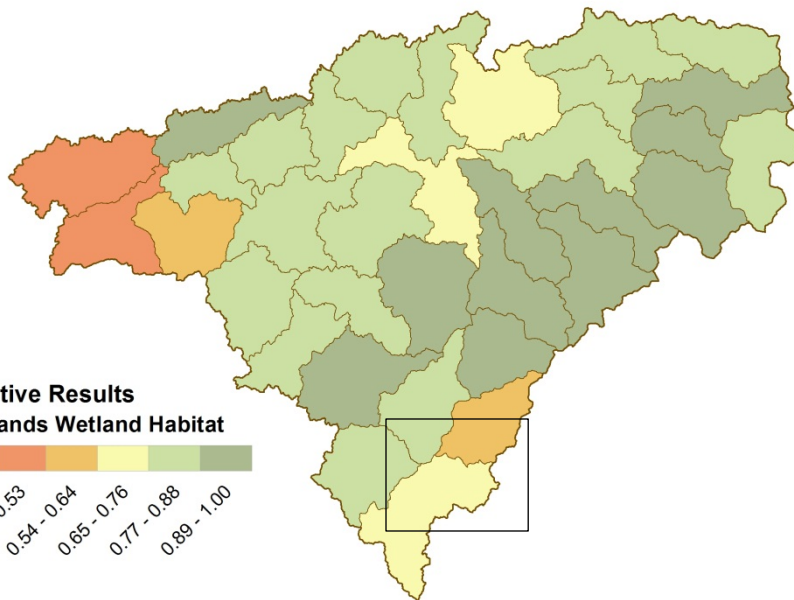 tive Results
ands Wetland Habitat
0.53
0.54 - 0.64
0.65 - 0.76
0.77 - 0.88
0.89 - 1.00